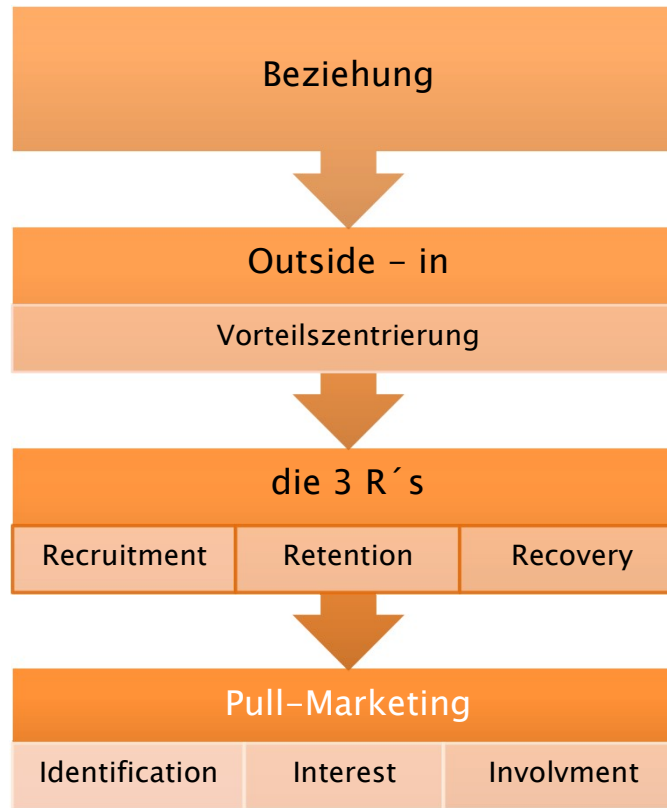 Beziehung
Outside – in
Vorteilszentrierung
die 3 R´s
Recruitment Retention Recovery
Pull-Marketing
Identification Interest Involvment